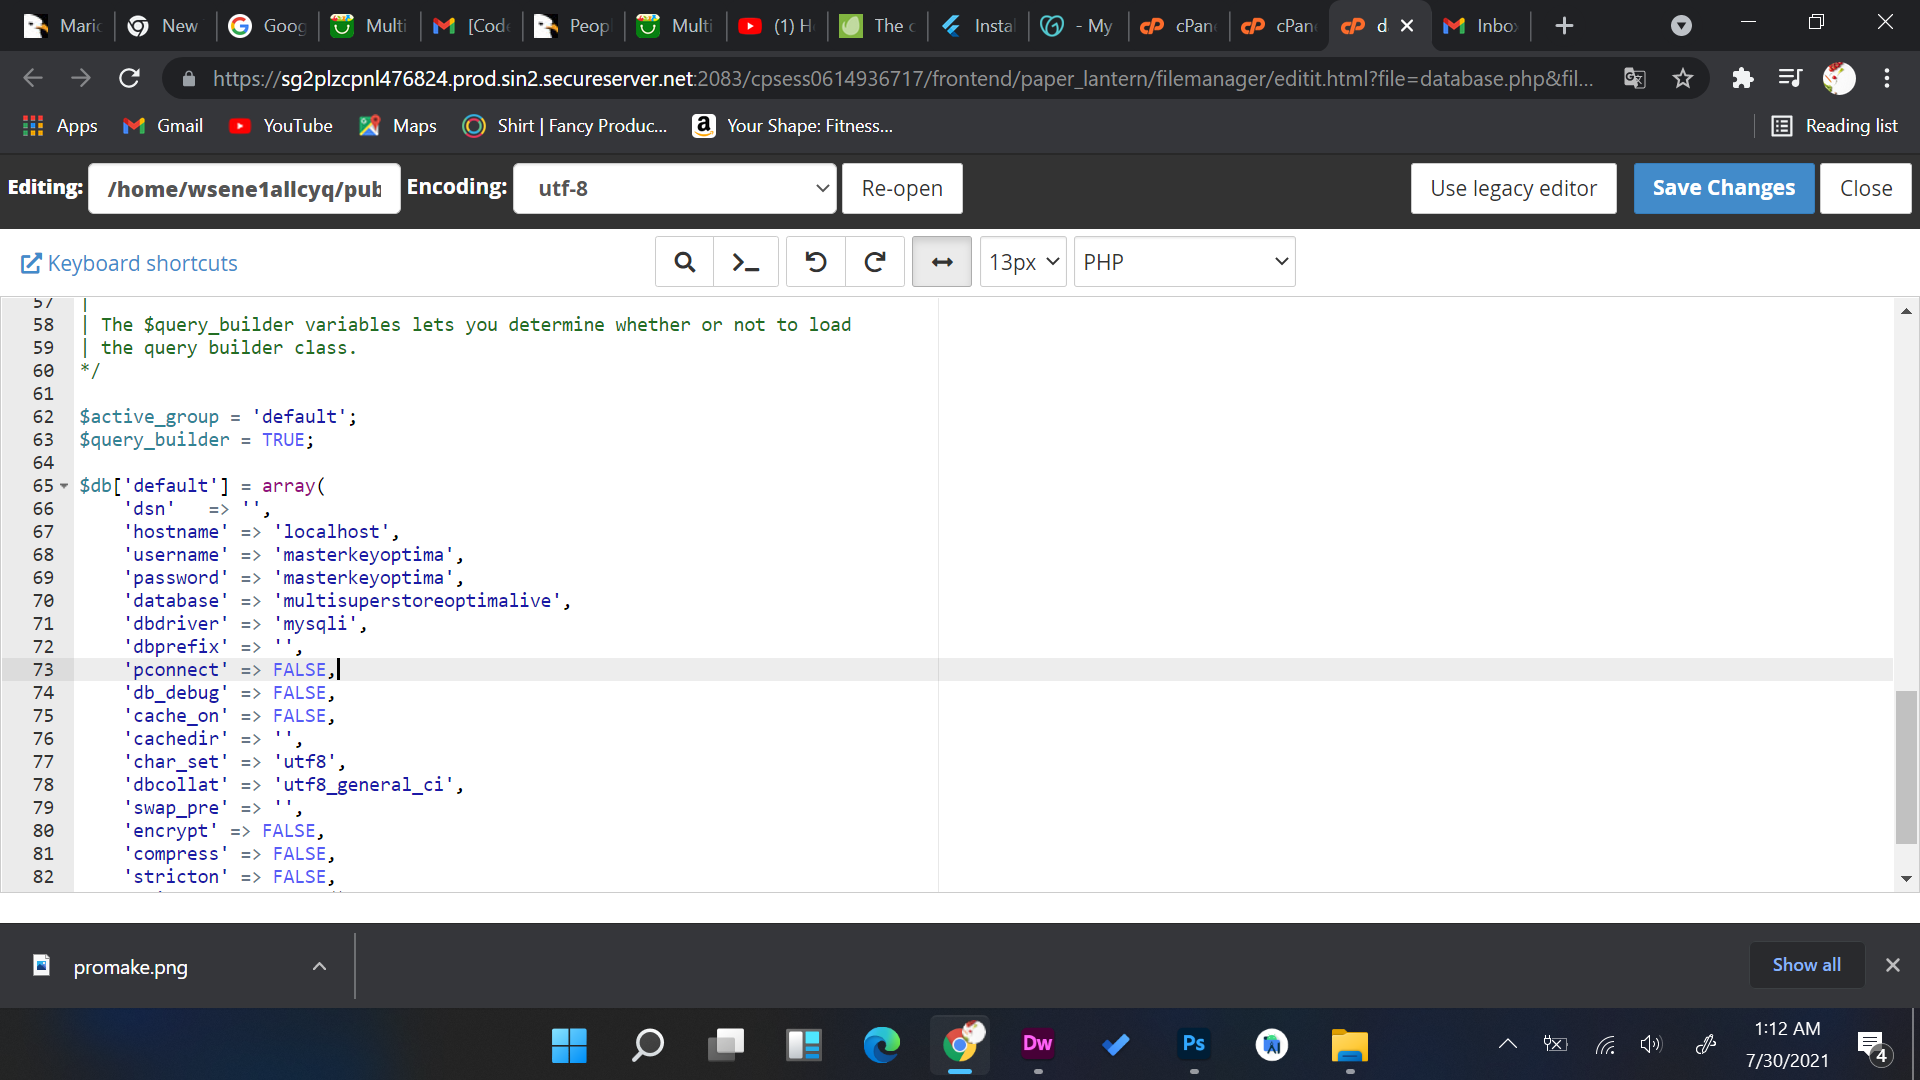 Maric
New
Goog
Multi
[Code
Peopl
Multi
(1) H
The c
Instal
- My
cPan
cPan
d
Inbo
https://sg2plzcpnl476824.prod.sin2.secureserver.net:2083/cpsess0614936717/frontend/paper_lantern/filemanager/editit.html?file=database.php&fil...
Apps
Gmail
YouTube
Maps
Shirt | Fancy Produc...
Your Shape: Fitness...
Reading list
Editing: /home/wsene1allcyq/pub
Encoding: utf-8
Re-open
Use legacy editor
Save Changes
Close
Keyboard shortcuts
13px
PHP
57 |
58 | The $query_builder variables lets you determine whether or not to load
59 | the query builder class.
60 */
61
62 $active_group = 'default';
63 $query_builder = TRUE;
64
65 $db['default'] = array(
66 'dsn' => '',
67 'hostname' => 'localhost',
68 'username' => 'masterkeyoptima',
69 'password' => 'masterkeyoptima',
70 'database' => 'multisuperstoreoptimalive',
71 'dbdriver' => 'mysqli',
72 'dbprefix' => '',
73 'pconnect' => FALSE,
74 'db_debug' => FALSE,
75 'cache_on' => FALSE,
76 'cachedir' => '',
77 'char_set' => 'utf8',
78 'dbcollat' => 'utf8_general_ci',
79 'swap_pre' => '',
80 'encrypt' => FALSE,
81 'compress' => FALSE,
82 'stricton' => FALSE,
promake.png
Show all
Dw
Ps
1:12 AM
7/30/2021
4